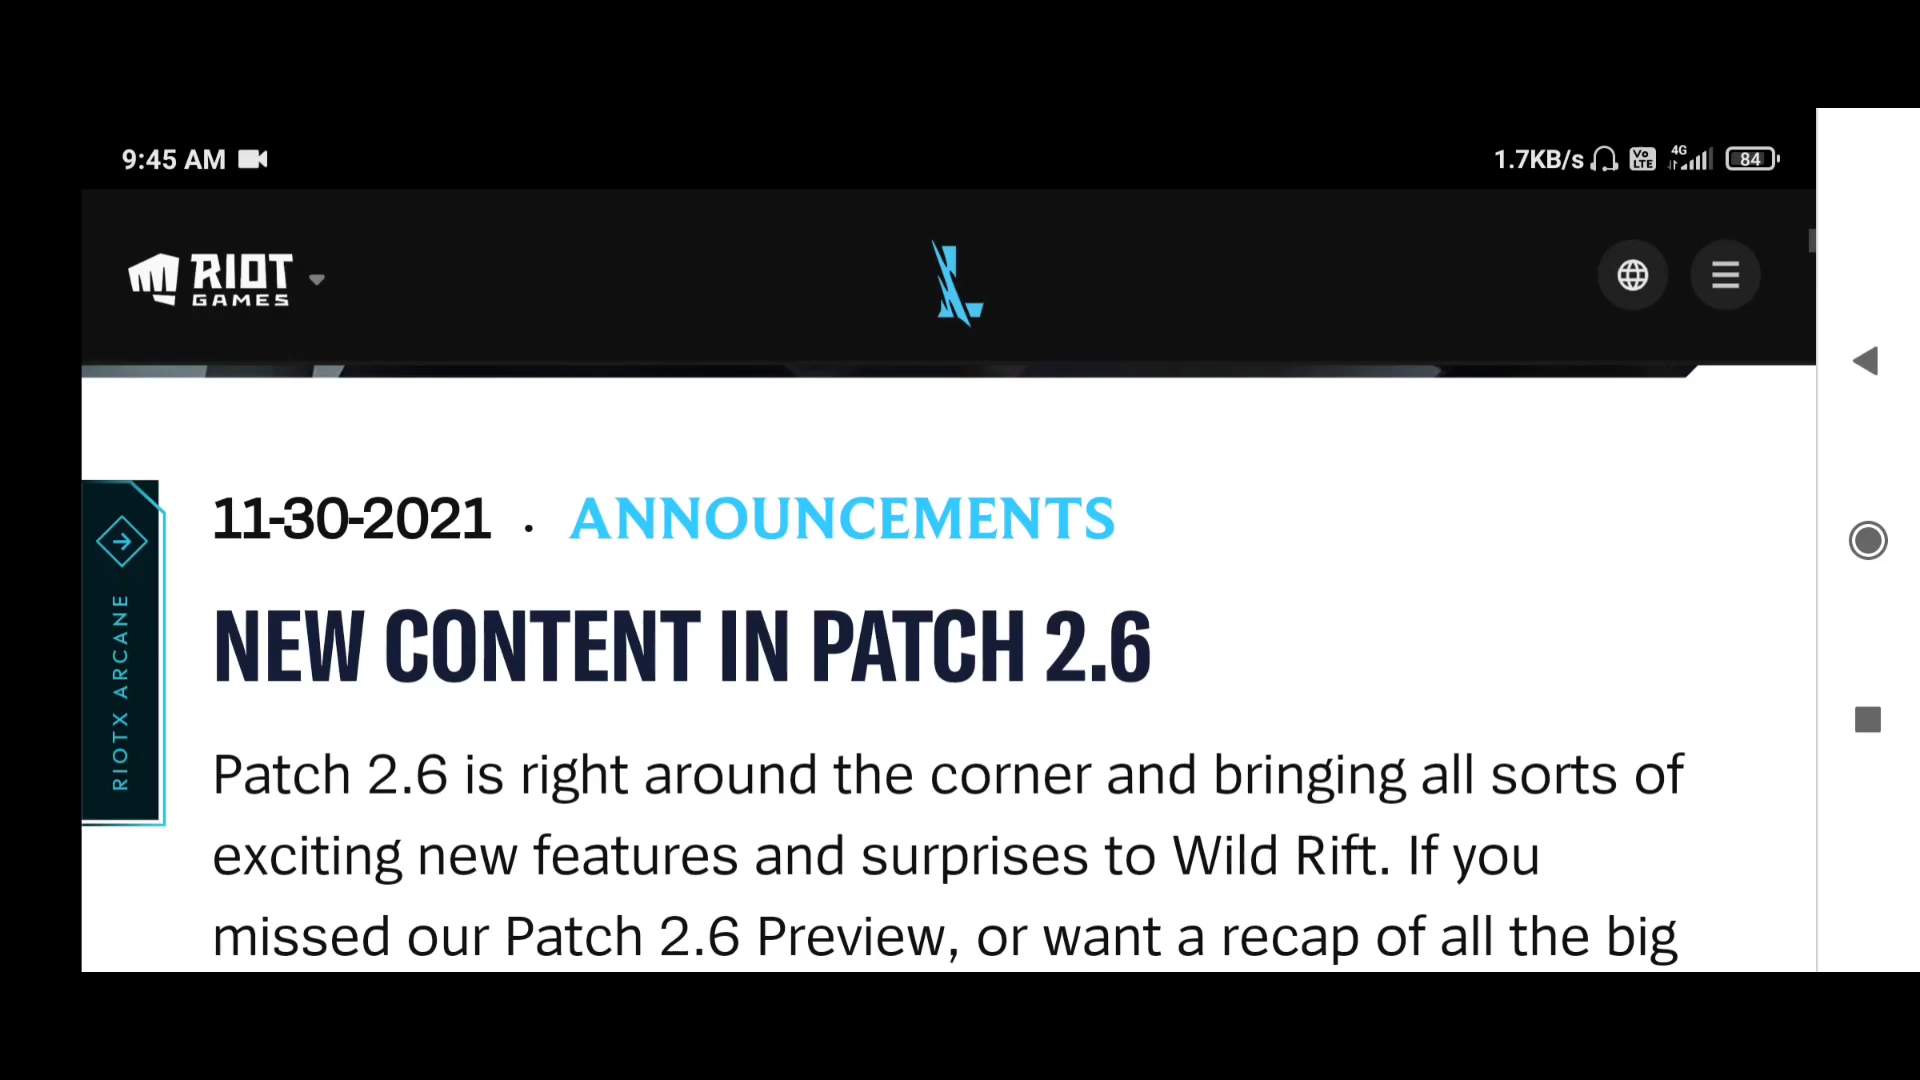 9:45 AM
1.7KB/s Vo LTE 4G 84
RIOT
GAMES
11-30-2021 . ANNOUNCEMENTS
NEW CONTENT IN PATCH 2.6
RIOTX ARCANE
Patch 2.6 is right around the corner and bringing all sorts of
exciting new features and surprises to Wild Rift. If you
missed our Patch 2.6 Preview, or want a recap of all the big